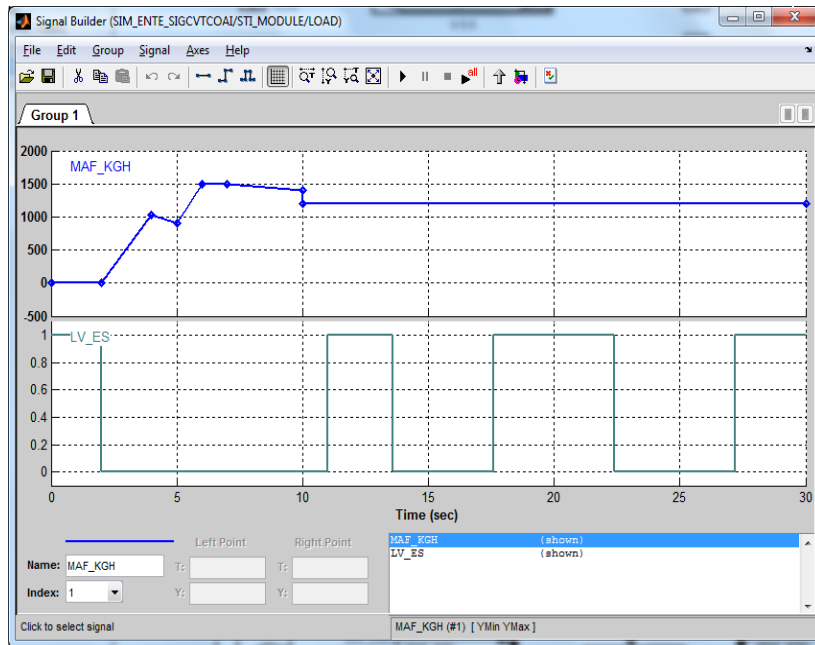 Signal Builder (SIM_ENTE_SIGCVTCOAI/STI_MODULE/LOAD)
File Edit Group Signal Axes Help
all
Group 1
2000
MAF_KGH
1500
1000
500
0
-500
1
LV_ES
0.8
0.6
0.4
0.2
0
0 5 10 15 20 25 30
Time (sec)
Left Point Right Point
Name: MAF_KGH T: T:
Index: 1 Y: Y:
MAF_KGH (shown)
LV_ES (shown)
Click to select signal
MAF_KGH (#1) [ YMin YMax ]